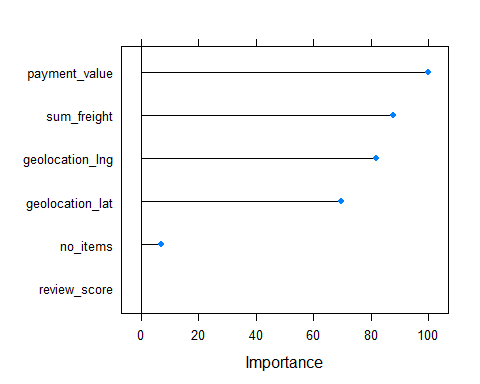 payment_value
sum_freight
geolocation_lng
geolocation_lat
no_items
review_score
0 20 40 60 80 100
Importance